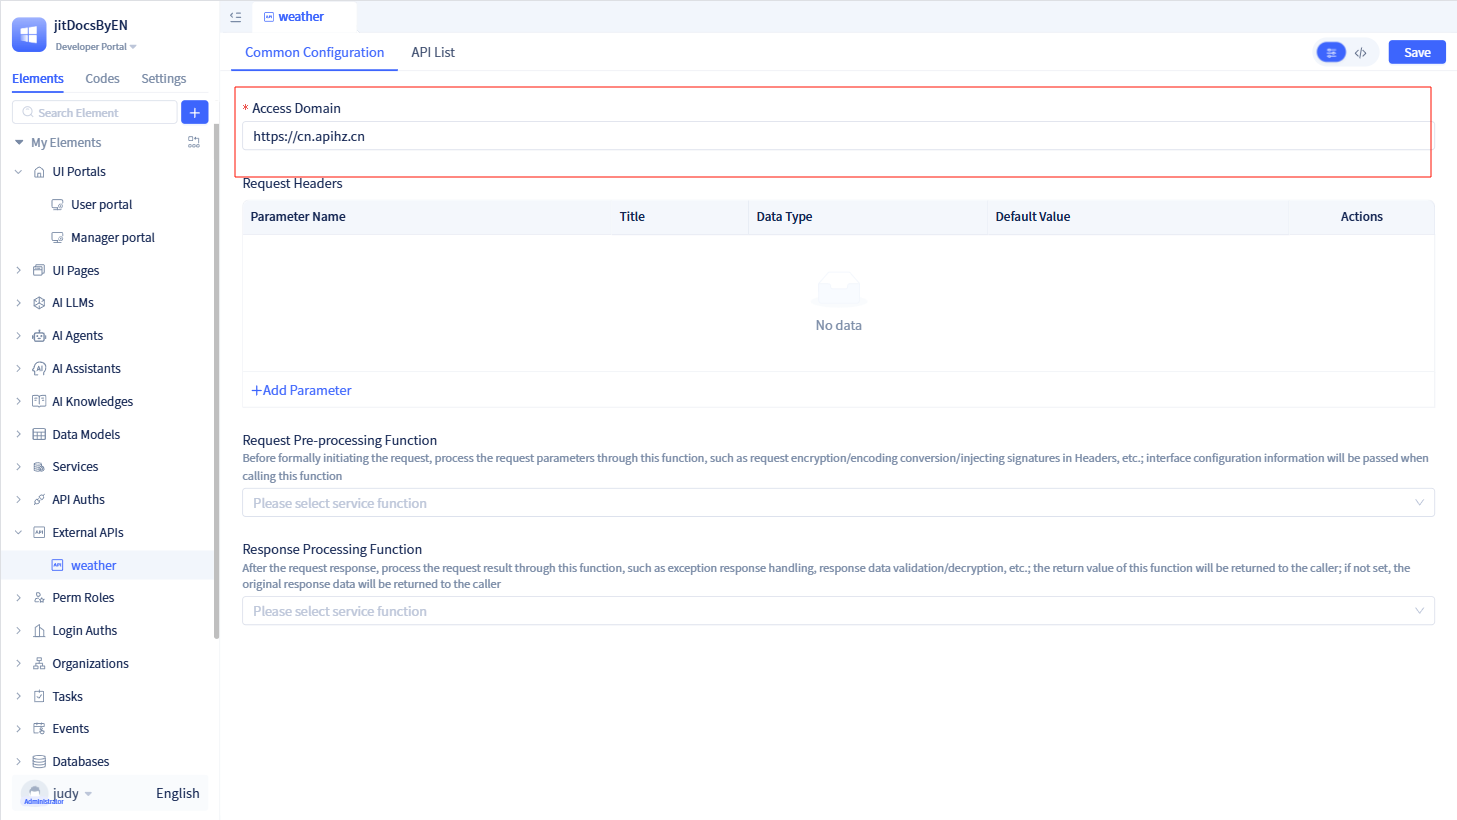 jitDocsByEN
Developer Portal
Elements Codes Settings
Search Element
My Elements
UI Portals
User portal
Manager portal
UI Pages
AI LLMs
AI Agents
AI Assistants
AI Knowledges
Data Models
Services
API Auths
External APIs
weather
Perm Roles
Login Auths
Organizations
Tasks
Events
Databases
judy
Administrator
English
weather
Common Configuration API List
Save
* Access Domain
https://cn.apihz.cn
Request Headers
Parameter Name Title Data Type Default Value Actions
No data
+Add Parameter
Request Pre-processing Function
Before formally initiating the request, process the request parameters through this function, such as request encryption/encoding conversion/injecting signatures in Headers, etc.; interface configuration information will be passed when
calling this function
Please select service function
Response Processing Function
After the request response, process the request result through this function, such as exception response handling, response data validation/decryption, etc.; the return value of this function will be returned to the caller; if not set, the
original response data will be returned to the caller
Please select service function